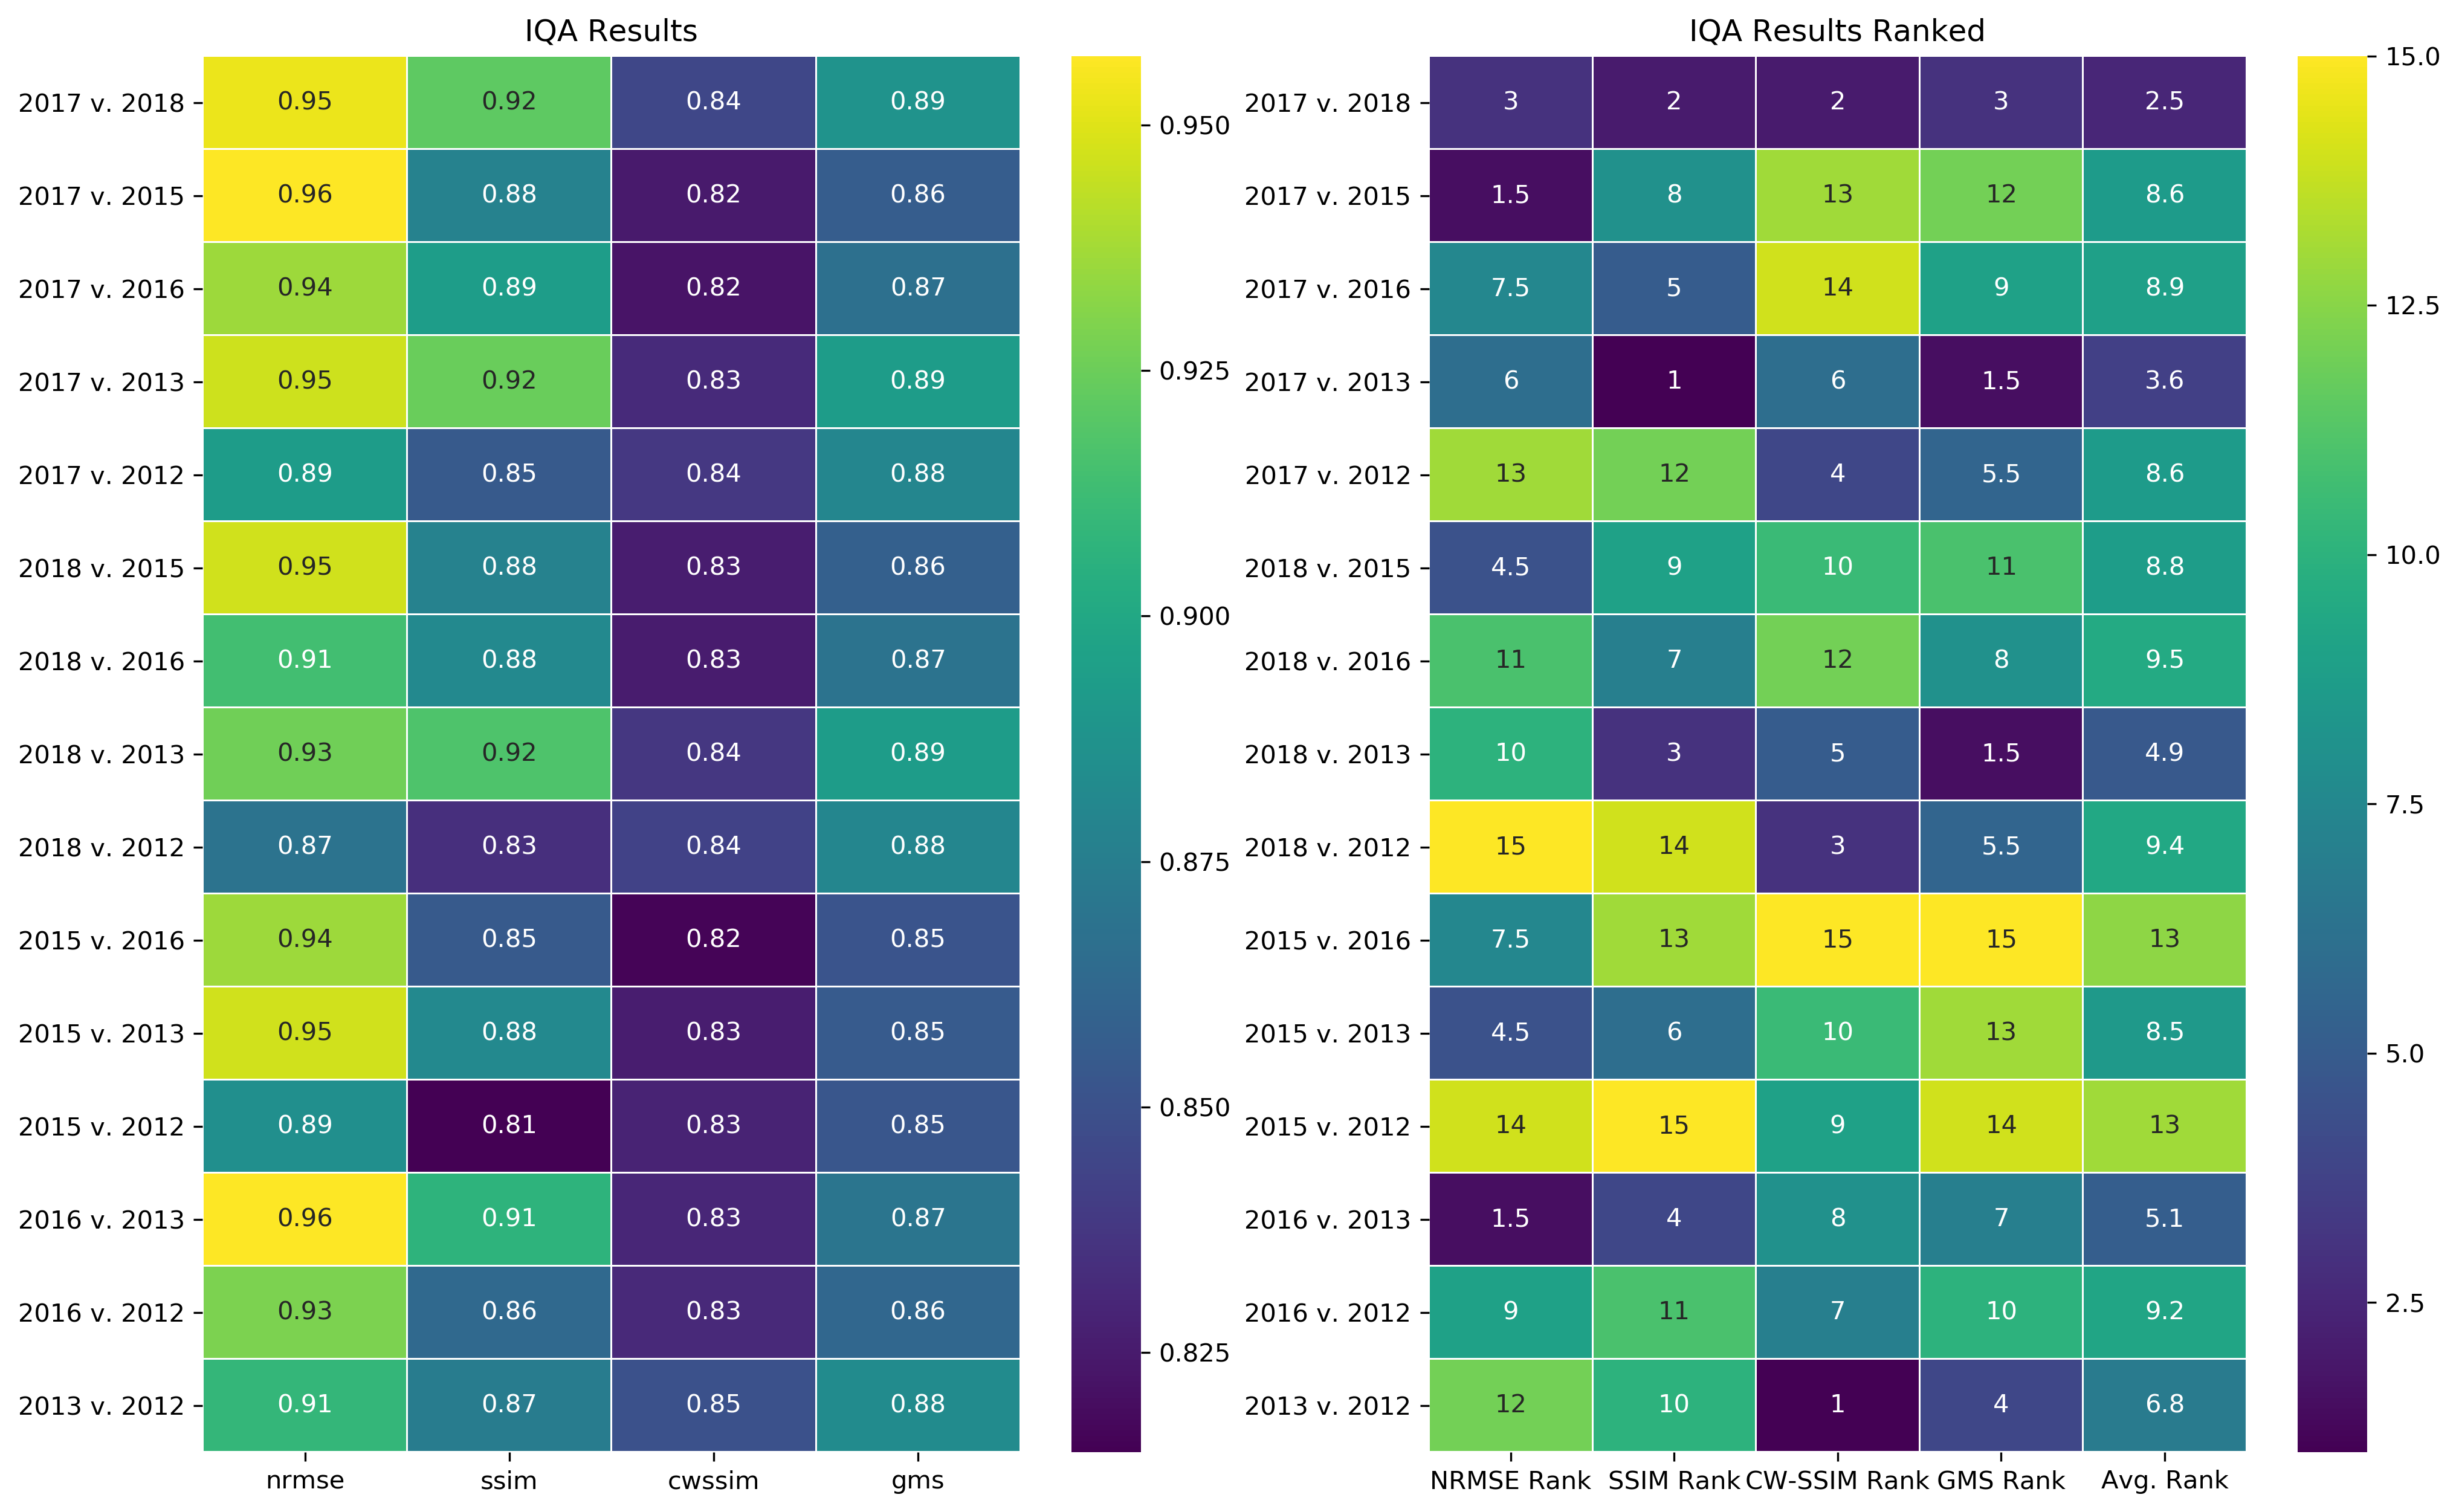 IQA Results
2017 v. 2018 0.95 0.92 0.84 0.89
2017 v. 2015 0.96 0.88 0.82 0.86
2017 v. 2016 0.94 0.89 0.82 0.87
2017 v. 2013 0.95 0.92 0.83 0.89
2017 v. 2012 0.89 0.85 0.84 0.88
2018 v. 2015 0.95 0.88 0.83 0.86
2018 v. 2016 0.91 0.88 0.83 0.87
2018 v. 2013 0.93 0.92 0.84 0.89
2018 v. 2012 0.87 0.83 0.84 0.88
2015 v. 2016 0.94 0.85 0.82 0.85
2015 v. 2013 0.95 0.88 0.83 0.85
2015 v. 2012 0.89 0.81 0.83 0.85
2016 v. 2013 0.96 0.91 0.83 0.87
2016 v. 2012 0.93 0.86 0.83 0.86
2013 v. 2012 0.91 0.87 0.85 0.88
nrmse ssim cwssim gms
0.950
0.925
0.900
0.875
0.850
0.825
IQA Results Ranked
2017 v. 2018 3 2 2 3 2.5
2017 v. 2015 1.5 8 13 12 8.6
2017 v. 2016 7.5 5 14 9 8.9
2017 v. 2013 6 1 6 1.5 3.6
2017 v. 2012 13 12 4 5.5 8.6
2018 v. 2015 4.5 9 10 11 8.8
2018 v. 2016 11 7 12 8 9.5
2018 v. 2013 10 3 5 1.5 4.9
2018 v. 2012 15 14 3 5.5 9.4
2015 v. 2016 7.5 13 15 15 13
2015 v. 2013 4.5 6 10 13 8.5
2015 v. 2012 14 15 9 14 13
2016 v. 2013 1.5 4 8 7 5.1
2016 v. 2012 9 11 7 10 9.2
2013 v. 2012 12 10 1 4 6.8
NRMSE Rank SSIM Rank CW-SSIM Rank GMS Rank Avg. Rank
15.0
12.5
10.0
7.5
5.0
2.5